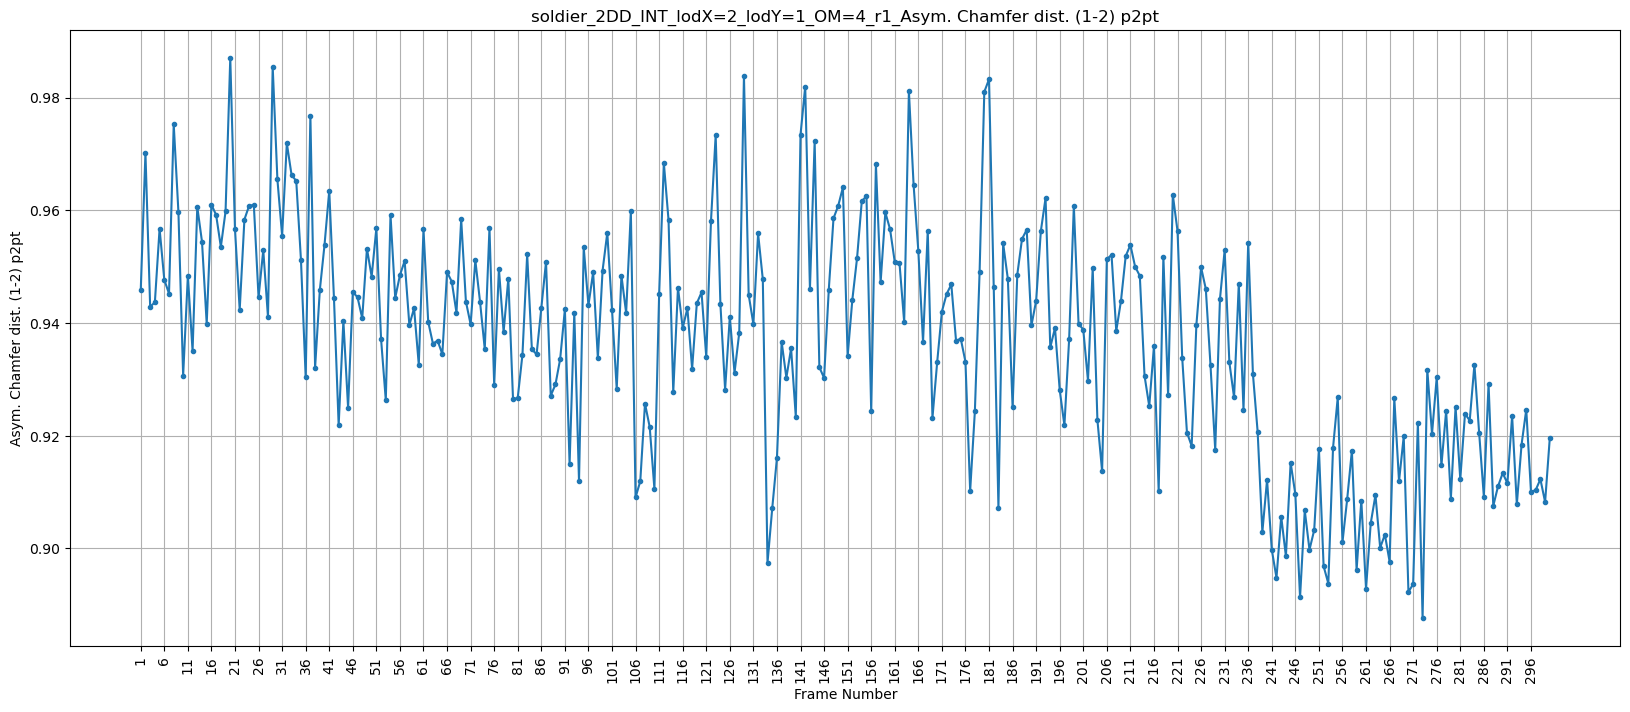 soldier_2DD_INT_lodX=2_lodY=1_OM=4_r1_Asym. Chamfer dist. (1-2) p2pt
Asym. Chamfer dist. (1-2) p2pt
0.98
0.96
0.94
0.92
0.90
1 6 11 16 21 26 31 36 41 46 51 56 61 66 71 76 81 86 91 96 101 106 111 116 121 126 131 136 141 146 151 156 161 166 171 176 181 186 191 196 201 206 211 216 221 226 231 236 241 246 251 256 261 266 271 276 281 286 291 296
Frame Number